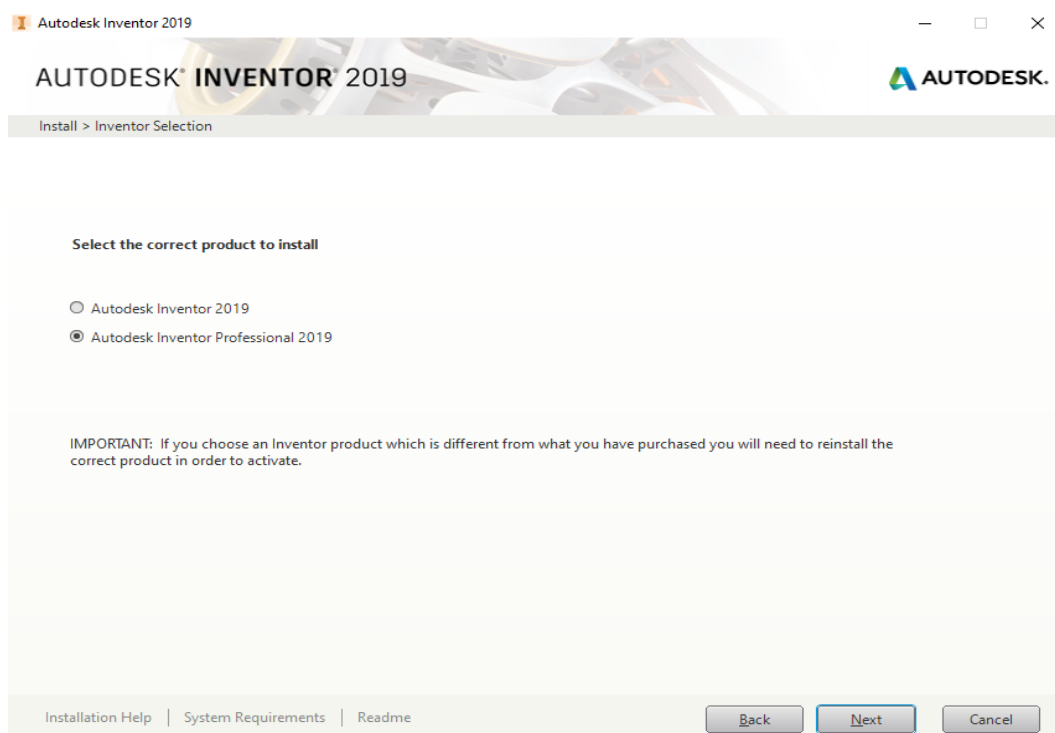 Autodesk Inventor 2019
AUTODESK® INVENTOR® 2019
AUTODESK.
Install > Inventor Selection
Select the correct product to install
Autodesk Inventor 2019
Autodesk Inventor Professional 2019
IMPORTANT:  If you choose an Inventor product which is different from what you have purchased you will need to reinstall the
correct product in order to activate.
Installation Help | System Requirements | Readme
Back Next Cancel